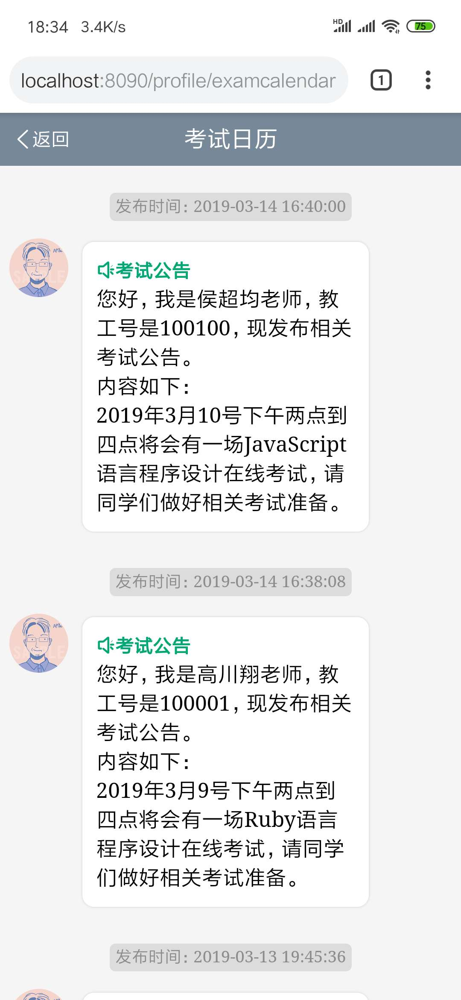 18:34 3.4K/s HD 75
localhost:8090/profile/examcalendar 1
返回 考试日历
发布时间：2019-03-14 16:40:00
APille
SAMPLE
考试公告
您好，我是侯超均老师，教
工号是100100，现发布相关
考试公告。
内容如下：
2019年3月10号下午两点到
四点将会有一场JavaScript
语言程序设计在线考试，请
同学们做好相关考试准备。
发布时间：2019-03-14 16:38:08
考试公告
您好，我是高川翔老师，教
工号是100001，现发布相关
考试公告。
内容如下：
2019年3月9号下午两点到
四点将会有一场Ruby语言
程序设计在线考试，请同学
们做好相关考试准备。
发布时间：2019-03-13 19:45:36